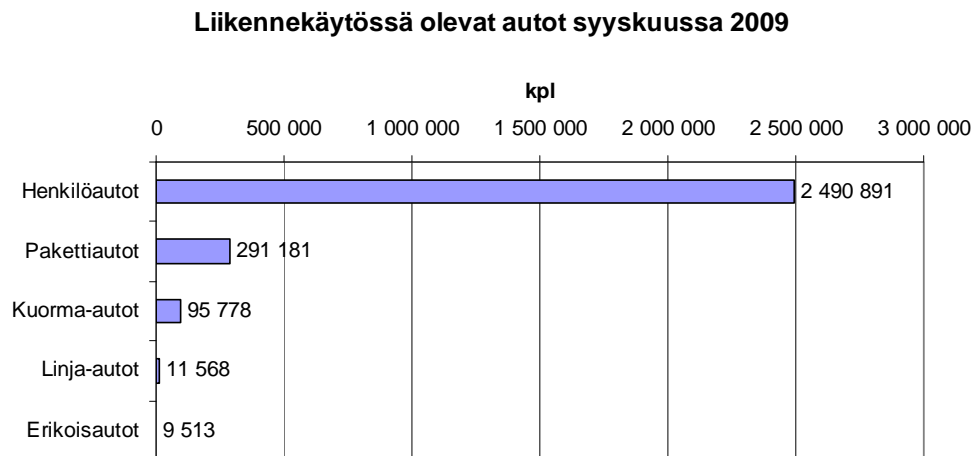 Liikennekäytössä olevat autot syyskuussa 2009
kpl
0 500 000 1 000 000 1 500 000 2 000 000 2 500 000 3 000 000
Henkilöautot 2 490 891
Pakettiautot 291 181
Kuorma-autot 95 778
Linja-autot 11 568
Erikoisautot 9 513